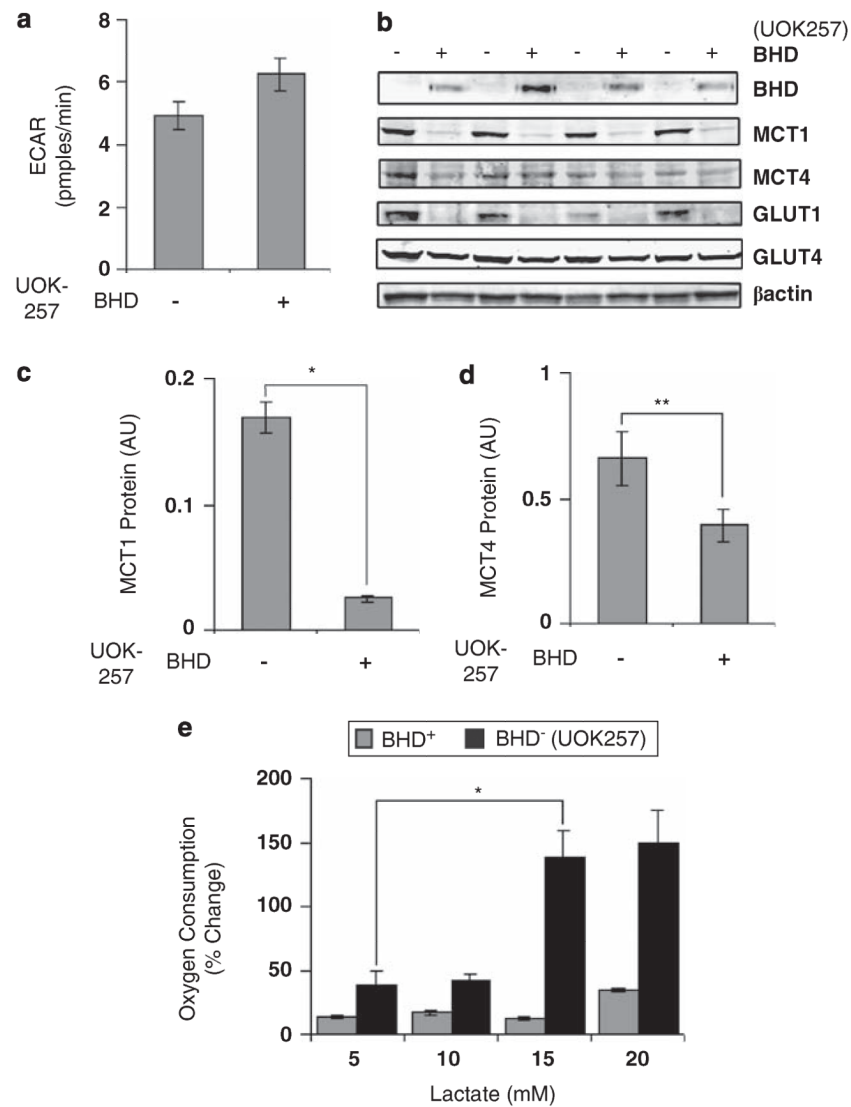 a
8
6
4
2
0
ECAR
(pmples/min)
UOK-
257
BHD
-
+
b
(UOK257)
- + - + - + - + BHD
BHD
MCT1
MCT4
GLUT1
GLUT4
βactin
c
0.2
0.1
0
MCT1 Protein (AU)
*
UOK-
257
BHD
-
+
d
1
0.5
0
MCT4 Protein (AU)
**
UOK-
257
BHD
-
+
e
BHD+ BHD- (UOK257)
200
150
100
50
0
Oxygen Consumption
(% Change)
*
5 10 15 20
Lactate (mM)